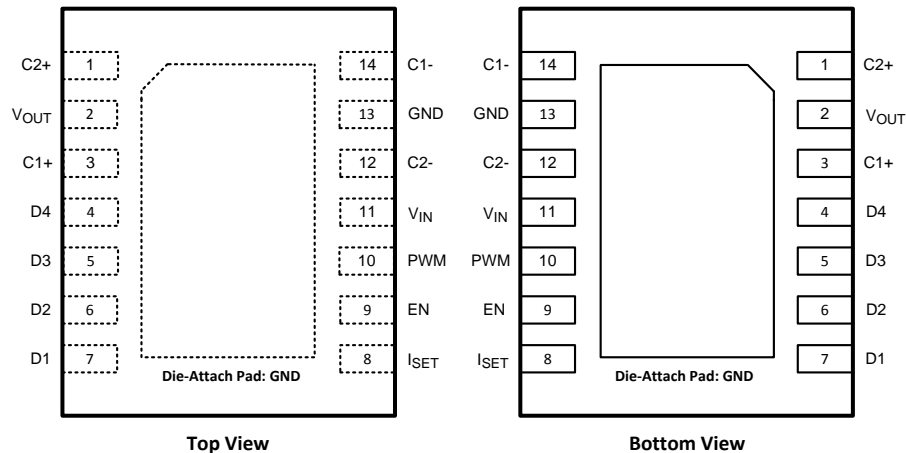 C2+ 1 14 C1-
VOUT 2 13 GND
C1+ 3 12 C2-
D4 4 11 VIN
D3 5 10 PWM
D2 6 9 EN
D1 7 8 ISET
Die-Attach Pad: GND
Top View
C1- 14 1 C2+
GND 13 2 VOUT
C2- 12 3 C1+
VIN 11 4 D4
PWM 10 5 D3
EN 9 6 D2
ISET 8 7 D1
Die-Attach Pad: GND
Bottom View